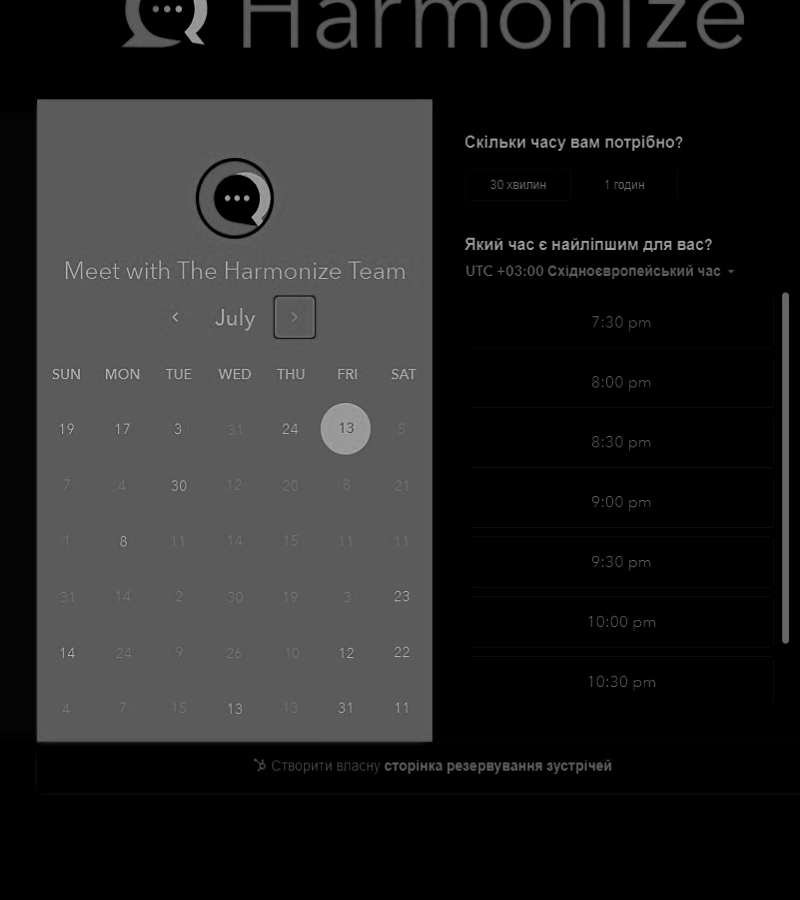 Harmonize
Meet with The Harmonize Team
July
SUN MON TUE WED THU FRI SAT
19 17 3 31 24 13 5
7 4 30 12 20 8 21
1 8 11 14 15 11 11
31 14 2 30 19 3 23
14 24 9 26 10 12 22
4 7 15 13 13 31 11
Скільки часу вам потрібно?
30 хвилин 1 годин
Який час є найліпшим для вас?
UTC +03:00 Східноєвропейський час
7:30 pm
8:00 pm
8:30 pm
9:00 pm
9:30 pm
10:00 pm
10:30 pm
Створити власну сторінка резервування зустрічей